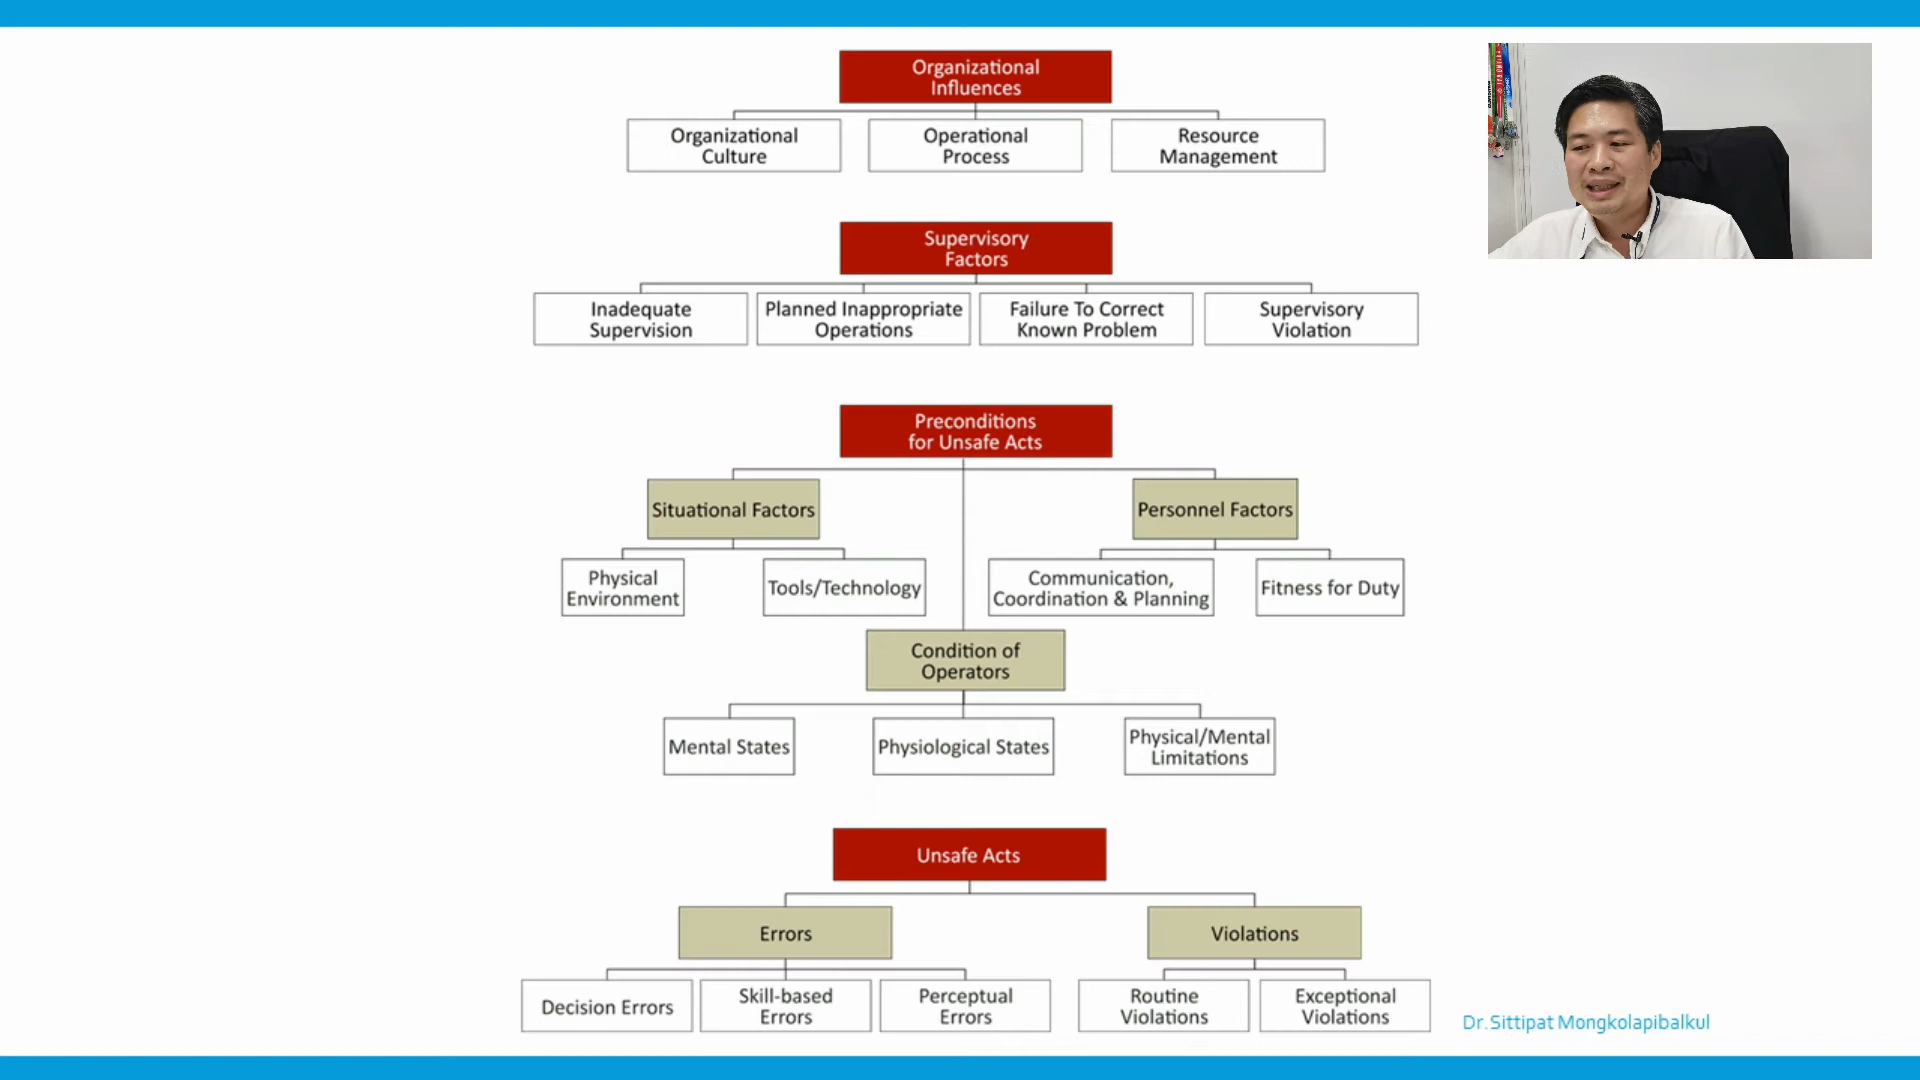 Organizational
Influences
Organizational
Culture
Operational
Process
Resource
Management
Supervisory
Factors
Inadequate
Supervision
Planned Inappropriate
Operations
Failure To Correct
Known Problem
Supervisory
Violation
Preconditions
for Unsafe Acts
Situational Factors
Personnel Factors
Physical
Environment
Tools/Technology
Communication,
Coordination & Planning
Fitness for Duty
Condition of
Operators
Mental States
Physiological States
Physical/Mental
Limitations
Unsafe Acts
Errors
Violations
Decision Errors
Skill-based
Errors
Perceptual
Errors
Routine
Violations
Exceptional
Violations
Dr.Sittipat Mongkolapibalkul